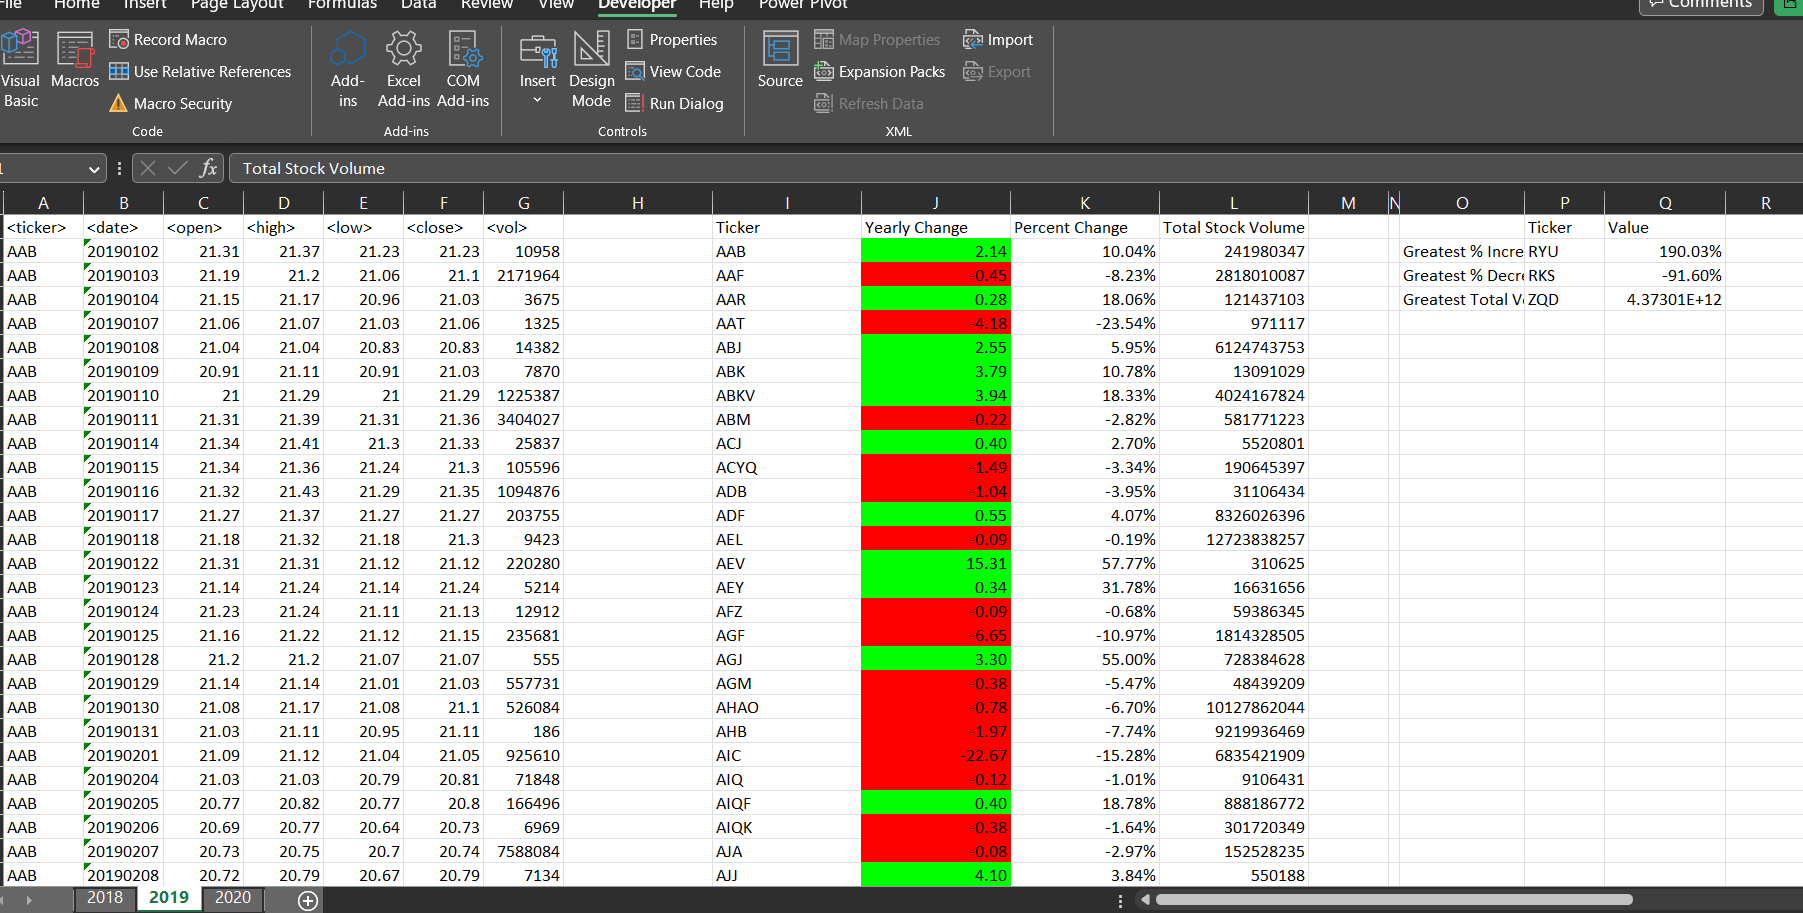 File Home Insert Page Layout Formulas Data Review View Developer Help Power Pivot Comments
Visual Basic Macros Record Macro
Use Relative References
Macro Security
Code
Add-ins Excel Add-ins COM Add-ins
Add-ins
Insert Design Mode Properties
View Code
Run Dialog
Controls
Source Map Properties Import
Expansion Packs Export
Refresh Data
XML
fx Total Stock Volume
A B C D E F G H I J K L M N O P Q R
<ticker> <date> <open> <high> <low> <close> <vol> Ticker Yearly Change Percent Change Total Stock Volume Ticker Value
AAB 20190102 21.31 21.37 21.23 21.23 10958 AAB 2.14 10.04% 241980347 Greatest % Incre RYU 190.03%
AAB 20190103 21.19 21.2 21.06 21.1 2171964 AAF -0.45 -8.23% 2818010087 Greatest % Decre RKS -91.60%
AAB 20190104 21.15 21.17 20.96 21.03 3675 AAR 0.28 18.06% 121437103 Greatest Total V ZQD 4.37301E+12
AAB 20190107 21.06 21.07 21.03 21.06 1325 AAT -4.18 -23.54% 971117
AAB 20190108 21.04 21.04 20.83 20.83 14382 ABJ 2.55 5.95% 6124743753
AAB 20190109 20.91 21.11 20.91 21.03 7870 ABK 3.79 10.78% 13091029
AAB 20190110 21 21.29 21 21.29 1225387 ABKV 3.94 18.33% 4024167824
AAB 20190111 21.31 21.39 21.31 21.36 3404027 ABM -0.22 -2.82% 581771223
AAB 20190114 21.34 21.41 21.3 21.33 25837 ACJ 0.40 2.70% 5520801
AAB 20190115 21.34 21.36 21.24 21.3 105596 ACYQ -1.49 -3.34% 190645397
AAB 20190116 21.32 21.43 21.29 21.35 1094876 ADB -1.04 -3.95% 31106434
AAB 20190117 21.27 21.37 21.27 21.27 203755 ADF 0.55 4.07% 8326026396
AAB 20190118 21.18 21.32 21.18 21.3 9423 AEL -0.09 -0.19% 12723838257
AAB 20190122 21.31 21.31 21.12 21.12 220280 AEV 15.31 57.77% 310625
AAB 20190123 21.14 21.24 21.14 21.24 5214 AEY 0.34 31.78% 16631656
AAB 20190124 21.23 21.24 21.11 21.13 12912 AFZ -0.09 -0.68% 59386345
AAB 20190125 21.16 21.22 21.12 21.15 235681 AGF -6.65 -10.97% 1814328505
AAB 20190128 21.2 21.2 21.07 21.07 555 AGJ 3.30 55.00% 728384628
AAB 20190129 21.14 21.14 21.01 21.03 557731 AGM -0.38 -5.47% 48439209
AAB 20190130 21.08 21.17 21.08 21.1 526084 AHAO -0.78 -6.70% 10127862044
AAB 20190131 21.03 21.11 20.95 21.11 186 AHB -1.97 -7.74% 9219936469
AAB 20190201 21.09 21.12 21.04 21.05 925610 AIC -22.67 -15.28% 6835421909
AAB 20190204 21.03 21.03 20.79 20.81 71848 AIQ -0.12 -1.01% 9106431
AAB 20190205 20.77 20.82 20.77 20.8 166496 AIQF 0.40 18.78% 888186772
AAB 20190206 20.69 20.77 20.64 20.73 6969 AIQK -0.38 -1.64% 301720349
AAB 20190207 20.73 20.75 20.7 20.74 7588084 AJA -0.08 -2.97% 152528235
AAB 20190208 20.72 20.79 20.67 20.79 7134 AJJ 4.10 3.84% 550188
2018 2019 2020